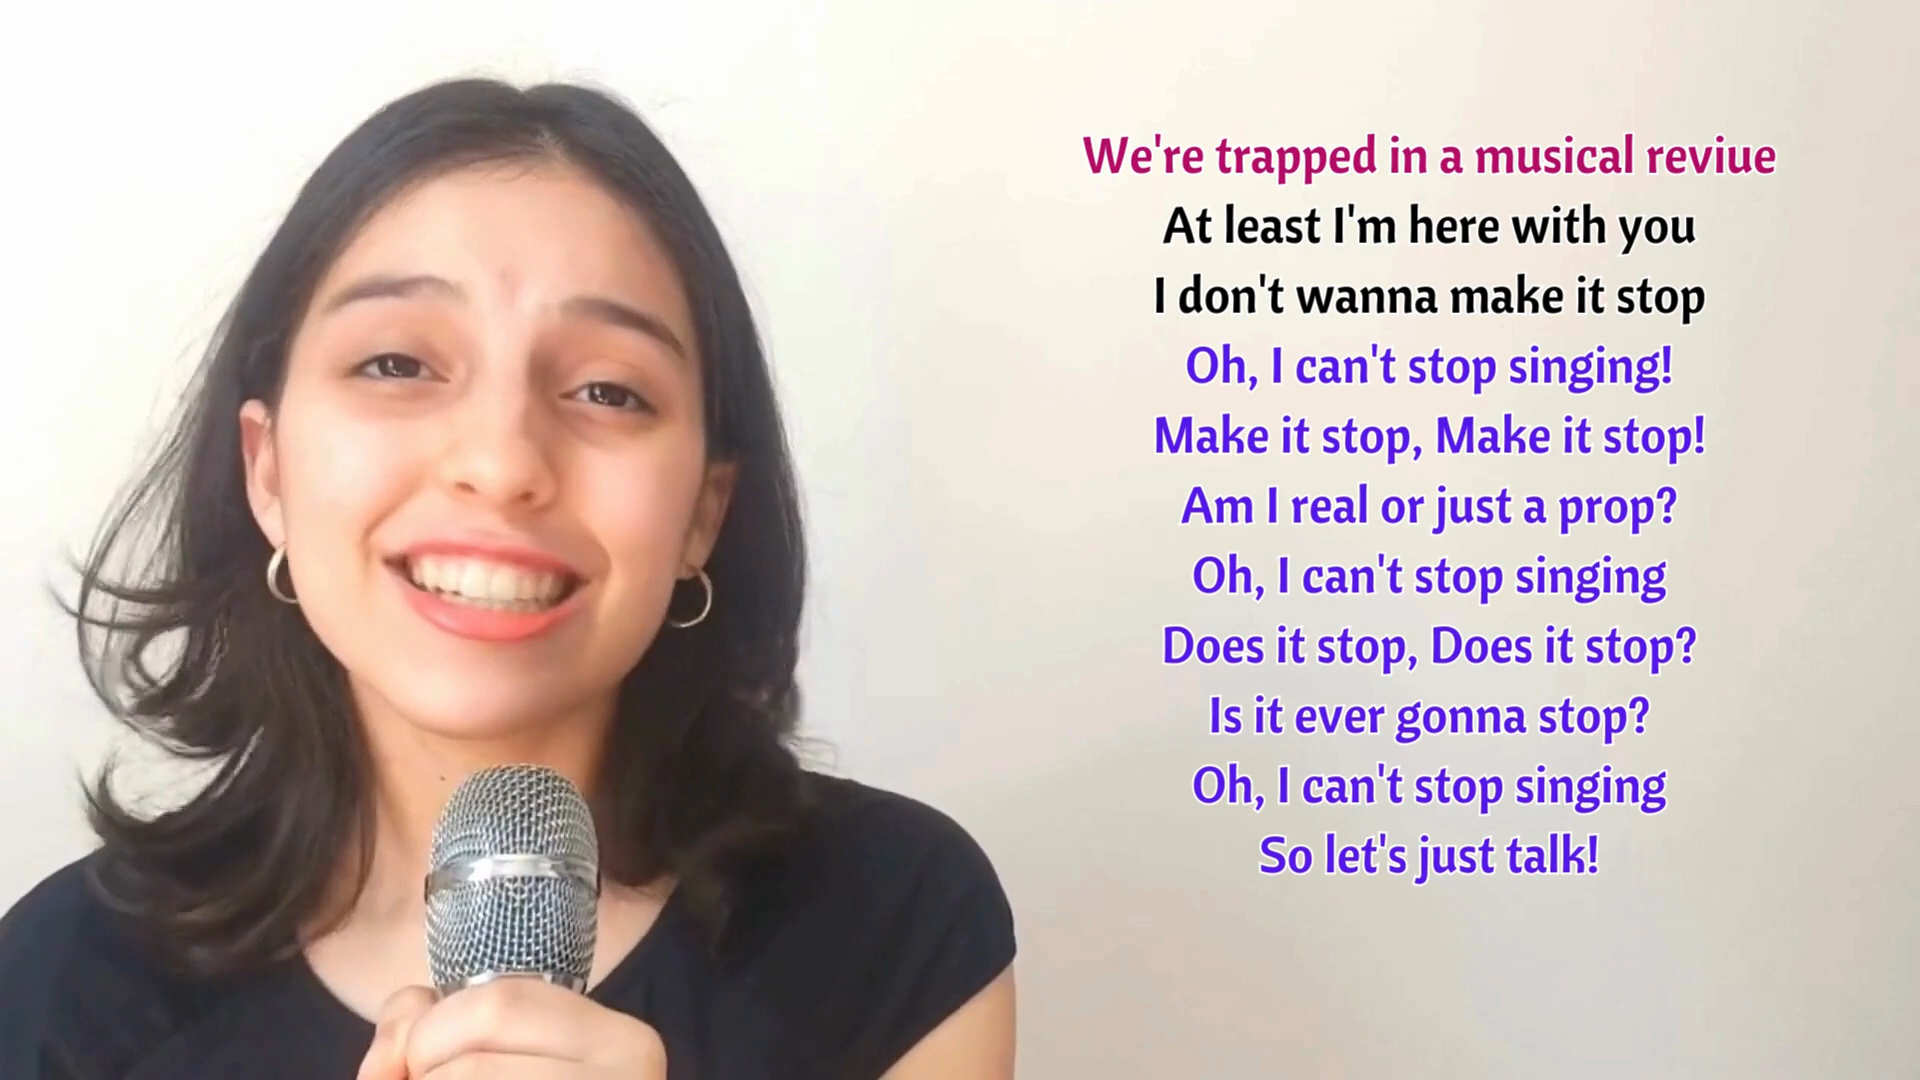 We're trapped in a musical reviue
At least I'm here with you
I don't wanna make it stop
Oh, I can't stop singing!
Make it stop, Make it stop!
Am I real or just a prop?
Oh, I can't stop singing
Does it stop, Does it stop?
Is it ever gonna stop?
Oh, I can't stop singing
So let's just talk!